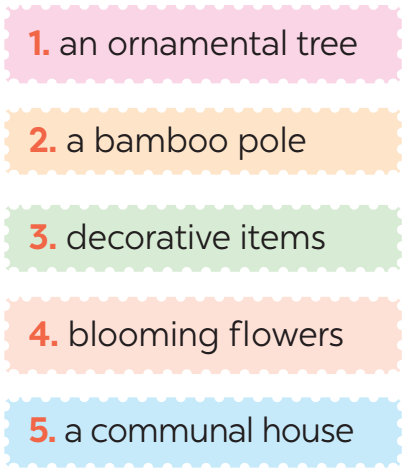 1. an ornamental tree
2. a bamboo pole
3. decorative items
4. blooming flowers
5. a communal house